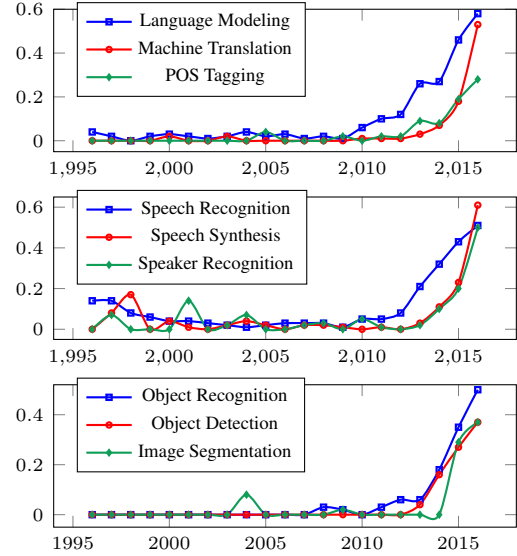 0.6
0.4
0.2
0
Language Modeling
Machine Translation
POS Tagging
1,995 2,000 2,005 2,010 2,015
0.6
0.4
0.2
0
Speech Recognition
Speech Synthesis
Speaker Recognition
1,995 2,000 2,005 2,010 2,015
0.4
0.2
0
Object Recognition
Object Detection
Image Segmentation
1995 2000 2005 2010 2015